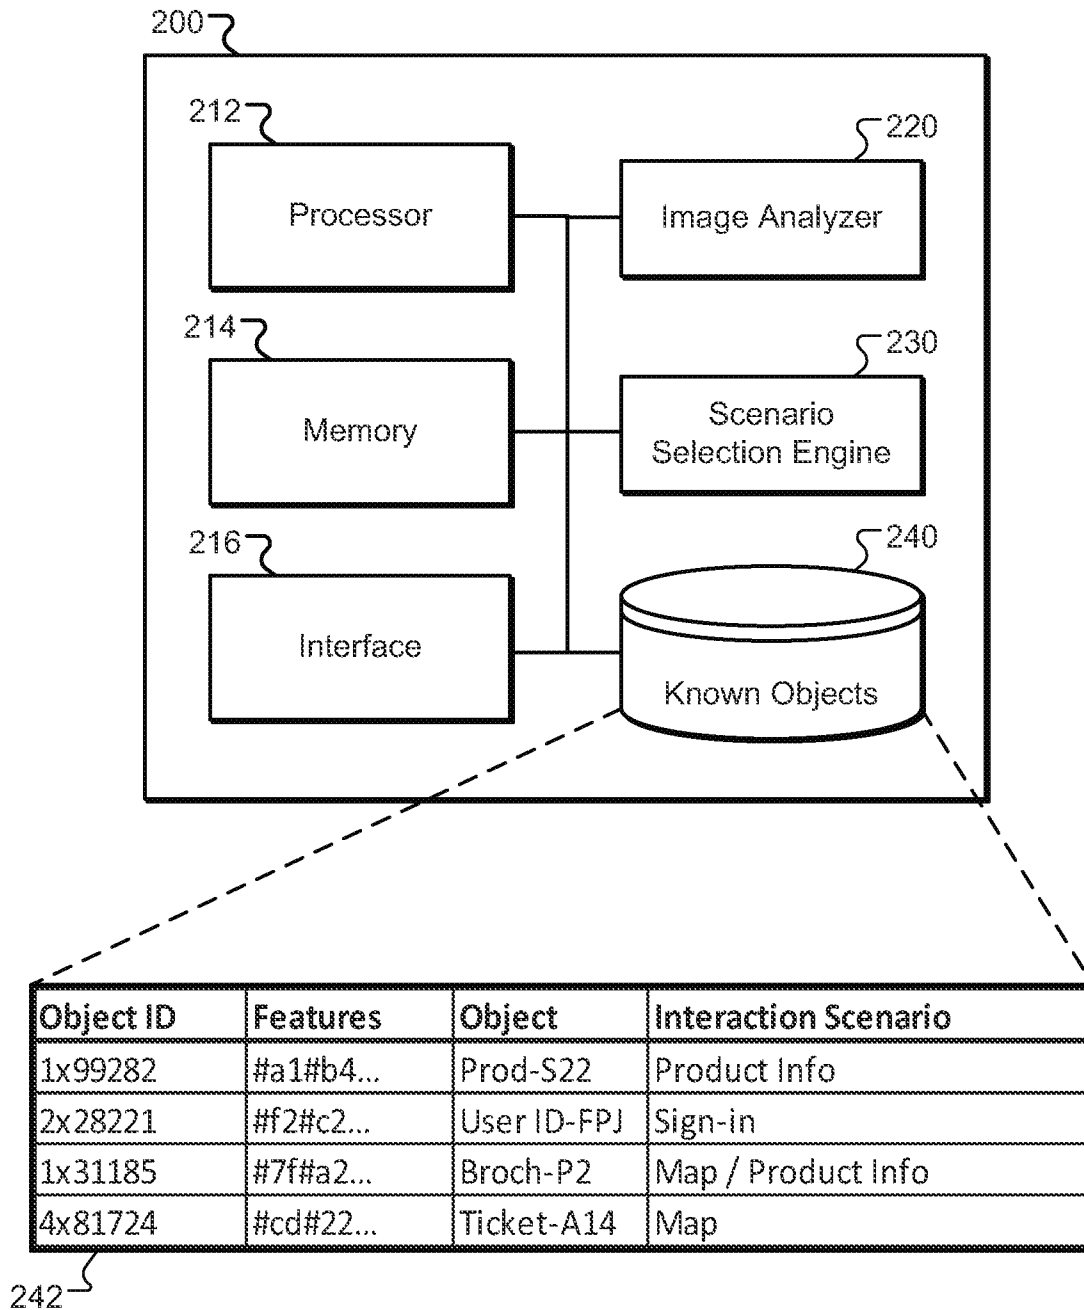 200
212
Processor
220
Image Analyzer
214
Memory
230
Scenario
Selection Engine
216
Interface
240
Known Objects
Object ID Features Object Interaction Scenario
1x99282 #a1#b4... Prod-S22 Product Info
2x28221 #f2#c2... User ID-FPJ Sign-in
1x31185 #7f#a2... Broch-P2 Map / Product Info
4x81724 #cd#22... Ticket-A14 Map
242